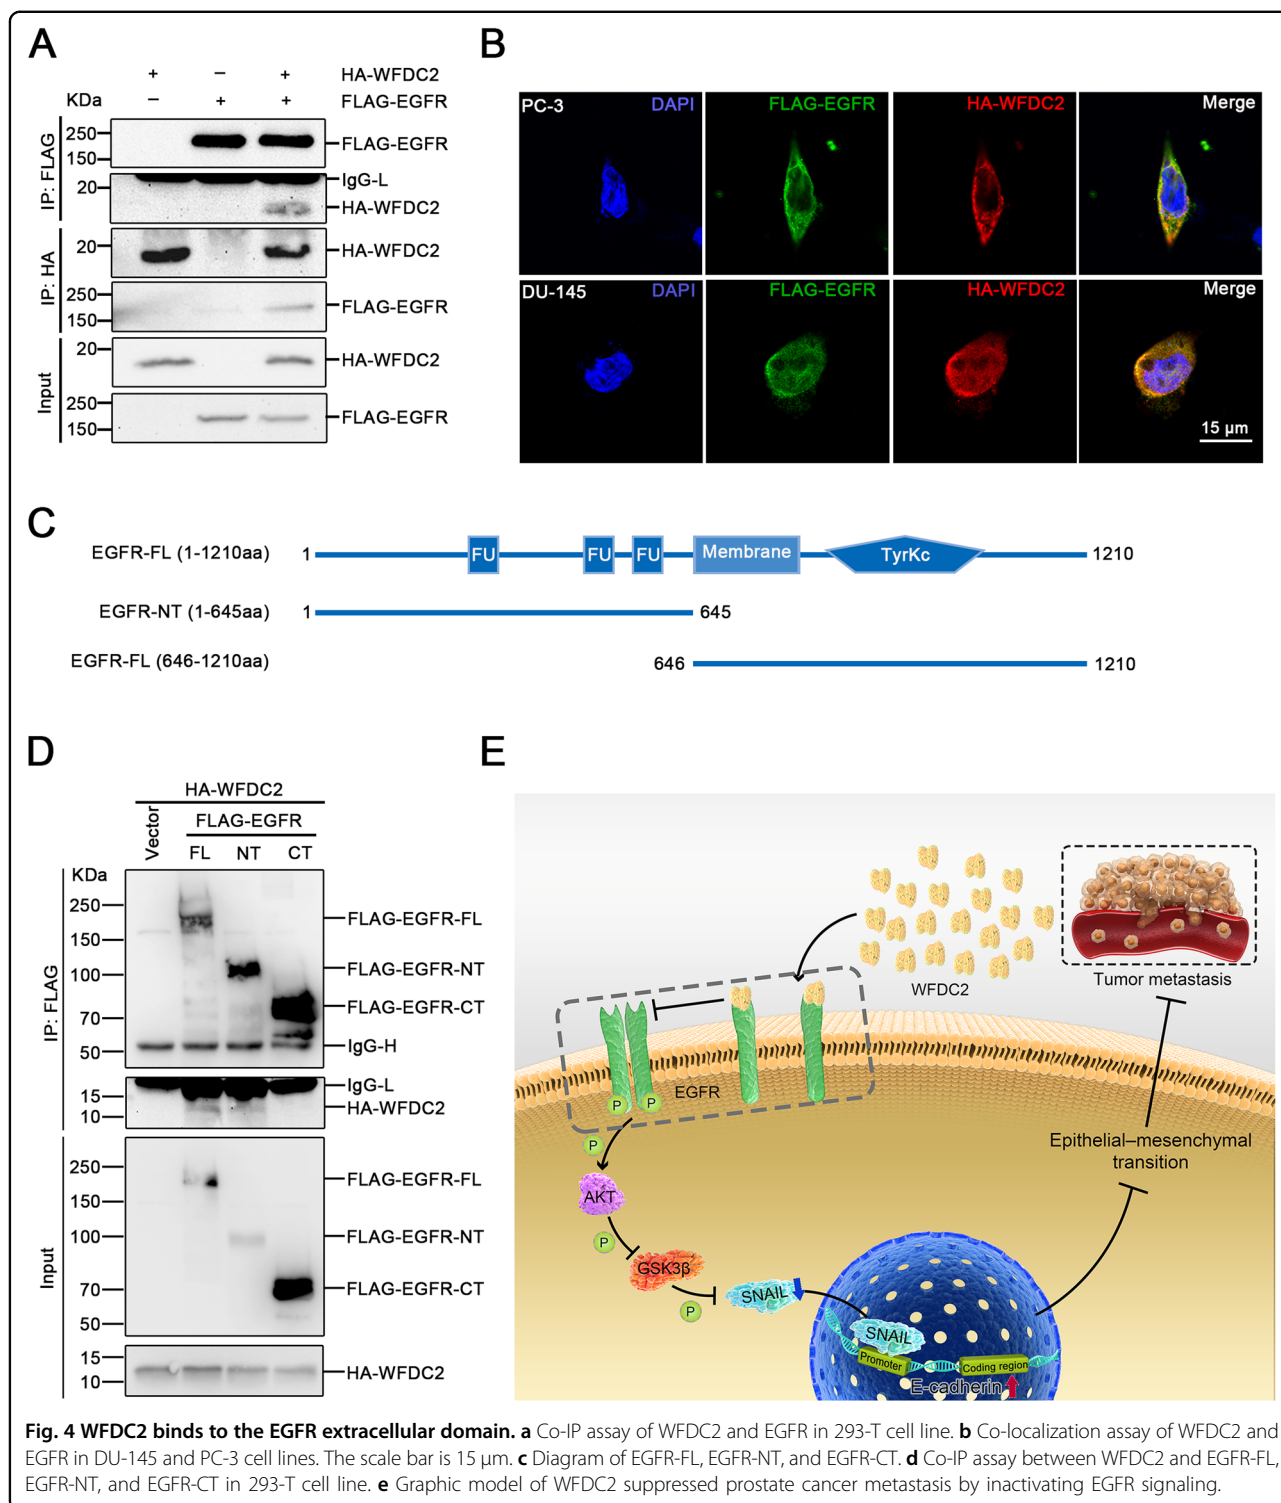 A
+ − + HA-WFDC2
KDa − + + FLAG-EGFR
IP: FLAG
250
150
FLAG-EGFR
IgG-L
20
HA-WFDC2
IP: HA
20
HA-WFDC2
250
150
FLAG-EGFR
Input
20
HA-WFDC2
250
150
FLAG-EGFR
B
PC-3 DAPI FLAG-EGFR HA-WFDC2 Merge
DU-145 DAPI FLAG-EGFR HA-WFDC2 Merge
15 μm
C
EGFR-FL (1-1210aa) 1 FU FU FU Membrane TyrKc 1210
EGFR-NT (1-645aa) 1 645
EGFR-FL (646-1210aa) 646 1210
D
HA-WFDC2
Vector
FLAG-EGFR
FL NT CT
KDa
IP: FLAG
250
FLAG-EGFR-FL
150
100
FLAG-EGFR-NT
FLAG-EGFR-CT
70
50
IgG-H
IgG-L
15
HA-WFDC2
10
Input
250
FLAG-EGFR-FL
150
100
FLAG-EGFR-NT
70
FLAG-EGFR-CT
50
15
HA-WFDC2
10
E
WFDC2
Tumor metastasis
EGFR
P P
P
AKT
P
GSK3β
P
SNAIL
Epithelial–mesenchymal
transition
SNAIL
Promoter
Coding region
E-cadherin
Fig. 4 WFDC2 binds to the EGFR extracellular domain. a Co-IP assay of WFDC2 and EGFR in 293-T cell line. b Co-localization assay of WFDC2 and
EGFR in DU-145 and PC-3 cell lines. The scale bar is 15 μm. c Diagram of EGFR-FL, EGFR-NT, and EGFR-CT. d Co-IP assay between WFDC2 and EGFR-FL,
EGFR-NT, and EGFR-CT in 293-T cell line. e Graphic model of WFDC2 suppressed prostate cancer metastasis by inactivating EGFR signaling.